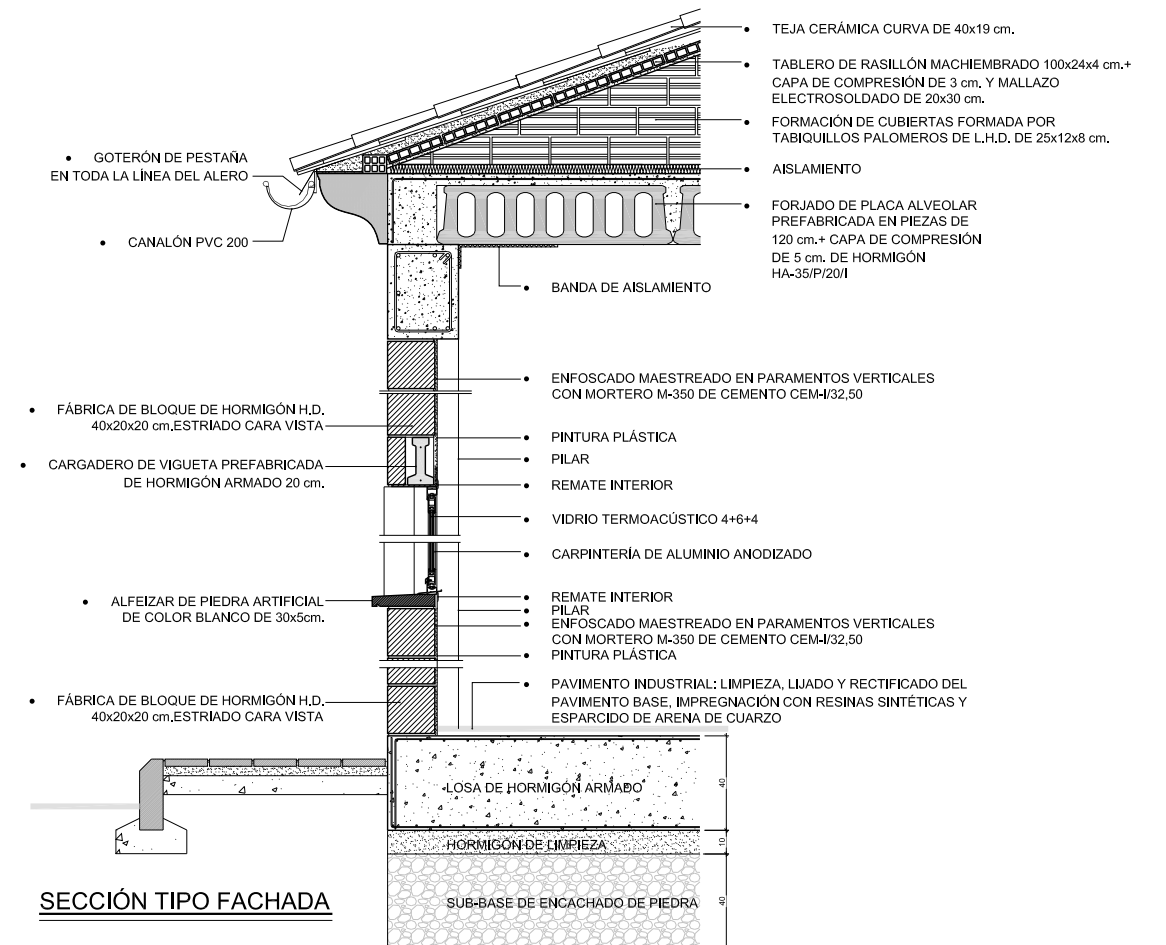 TEJA CERÁMICA CURVA DE 40x19 cm.
TABLERO DE RASILLÓN MACHIEMBRADO 100x24x4 cm.+
CAPA DE COMPRESIÓN DE 3 cm. Y MALLAZO
ELECTROSOLDADO DE 20x30 cm.
FORMACIÓN DE CUBIERTAS FORMADA POR
TABIQUILLOS PALOMEROS DE L.H.D. DE 25x12x8 cm.
GOTERÓN DE PESTAÑA
EN TODA LA LÍNEA DEL ALERO
AISLAMIENTO
FORJADO DE PLACA ALVEOLAR
PREFABRICADA EN PIEZAS DE
120 cm.+ CAPA DE COMPRESIÓN
DE 5 cm. DE HORMIGÓN
HA-35/P/20/I
CANALÓN PVC 200
BANDA DE AISLAMIENTO
ENFOSCADO MAESTREADO EN PARAMENTOS VERTICALES
CON MORTERO M-350 DE CEMENTO CEM-I/32,50
FÁBRICA DE BLOQUE DE HORMIGÓN H.D.
40x20x20 cm.ESTRIADO CARA VISTA
PINTURA PLÁSTICA
PILAR
CARGADERO DE VIGUETA PREFABRICADA
DE HORMIGÓN ARMADO 20 cm.
REMATE INTERIOR
VIDRIO TERMOACÚSTICO 4+6+4
CARPINTERÍA DE ALUMINIO ANODIZADO
REMATE INTERIOR
PILAR
ALFEIZAR DE PIEDRA ARTIFICIAL
DE COLOR BLANCO DE 30x5cm.
ENFOSCADO MAESTREADO EN PARAMENTOS VERTICALES
CON MORTERO M-350 DE CEMENTO CEM-I/32,50
PINTURA PLÁSTICA
PAVIMENTO INDUSTRIAL: LIMPIEZA, LIJADO Y RECTIFICADO DEL
PAVIMENTO BASE, IMPREGNACIÓN CON RESINAS SINTÉTICAS Y
ESPARCIDO DE ARENA DE CUARZO
FÁBRICA DE BLOQUE DE HORMIGÓN H.D.
40x20x20 cm.ESTRIADO CARA VISTA
LOSA DE HORMIGÓN ARMADO
40
HORMIGÓN DE LIMPIEZA
10
SUB-BASE DE ENCACHADO DE PIEDRA
40
SECCIÓN TIPO FACHADA